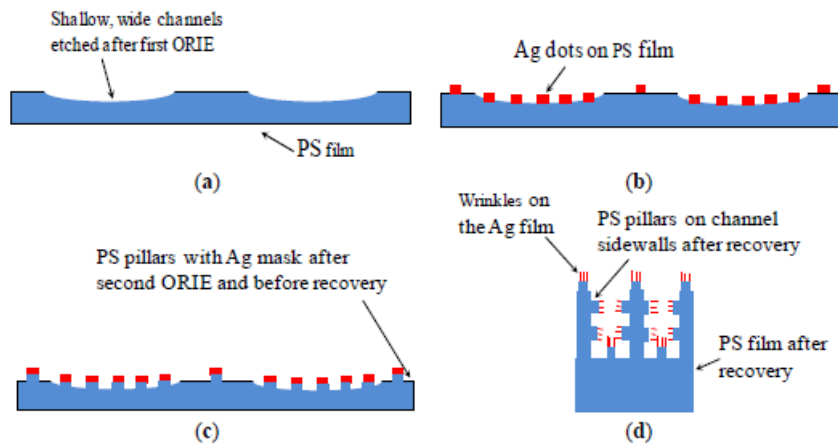 Shallow, wide channels
etched after first ORIE
PS film
(a)
Ag dots on PS film
(b)
PS pillars with Ag mask after
second ORIE and before recovery
(c)
Wrinkles on
the Ag film
PS pillars on channel
sidewalls after recovery
PS film after
recovery
(d)